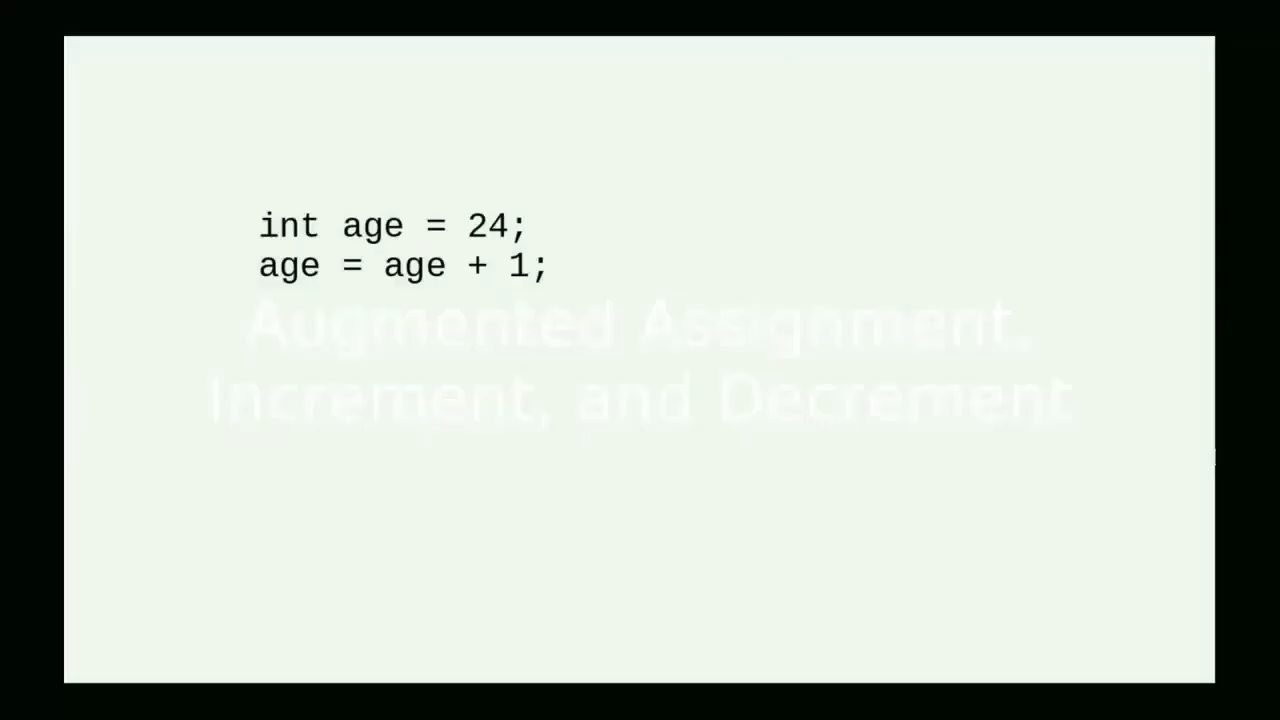 int age = 24;
age = age + 1;
Augmented Assignment,
Increment, and Decrement